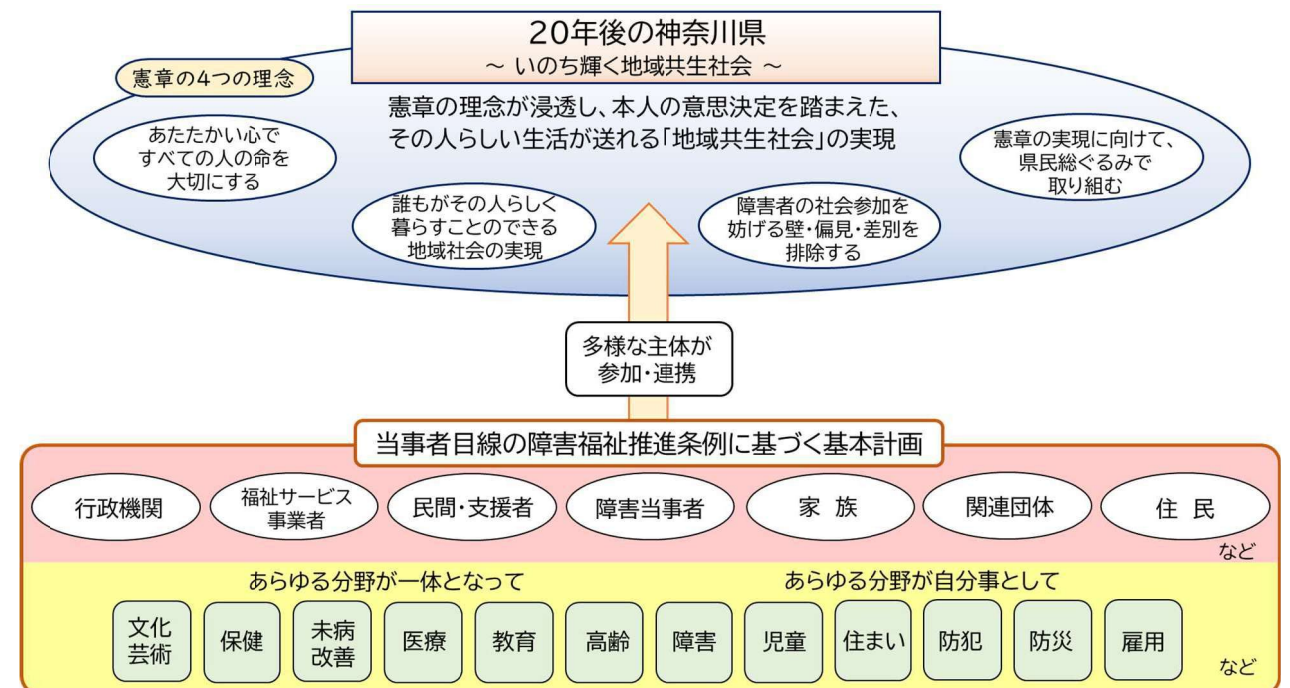 20年後の神奈川県
～ いのち輝く地域共生社会 ～
憲章の4つの理念
憲章の理念が浸透し、本人の意思決定を踏まえた、
その人らしい生活が送れる「地域共生社会」の実現
あたたかい心で
すべての人の命を
大切にする
誰もがその人らしく
暮らすことのできる
地域社会の実現
障害者の社会参加を
妨げる壁・偏見・差別を
排除する
憲章の実現に向けて、
県民総ぐるみで
取り組む
多様な主体が
参加・連携
当事者目線の障害福祉推進条例に基づく基本計画
行政機関
福祉サービス
事業者
民間・支援者
障害当事者
家 族
関連団体
住 民
など
あらゆる分野が一体となって
あらゆる分野が自分事として
文化
芸術
保健
未病
改善
医療
教育
高齢
障害
児童
住まい
防犯
防災
雇用
など